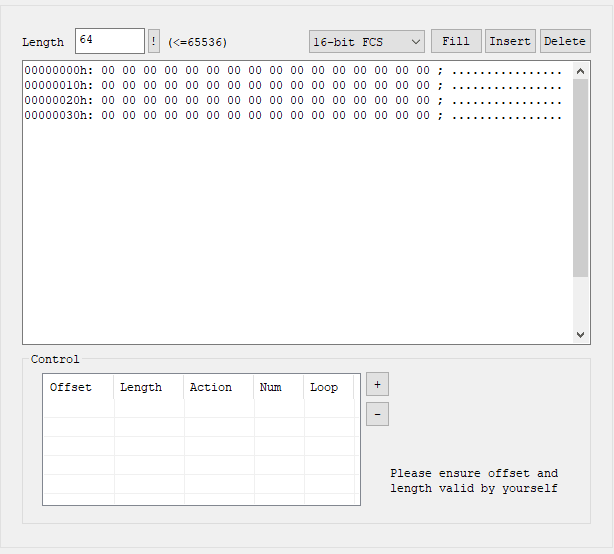 Length 64 ! (<=65536) 16-bit FCS Fill Insert Delete
00000000h: 00 00 00 00 00 00 00 00 00 00 00 00 00 00 00 00 ; ................
00000010h: 00 00 00 00 00 00 00 00 00 00 00 00 00 00 00 00 ; ................
00000020h: 00 00 00 00 00 00 00 00 00 00 00 00 00 00 00 00 ; ................
00000030h: 00 00 00 00 00 00 00 00 00 00 00 00 00 00 00 00 ; ................
Control
Offset Length Action Num Loop +
-
Please ensure offset and
length valid by yourself